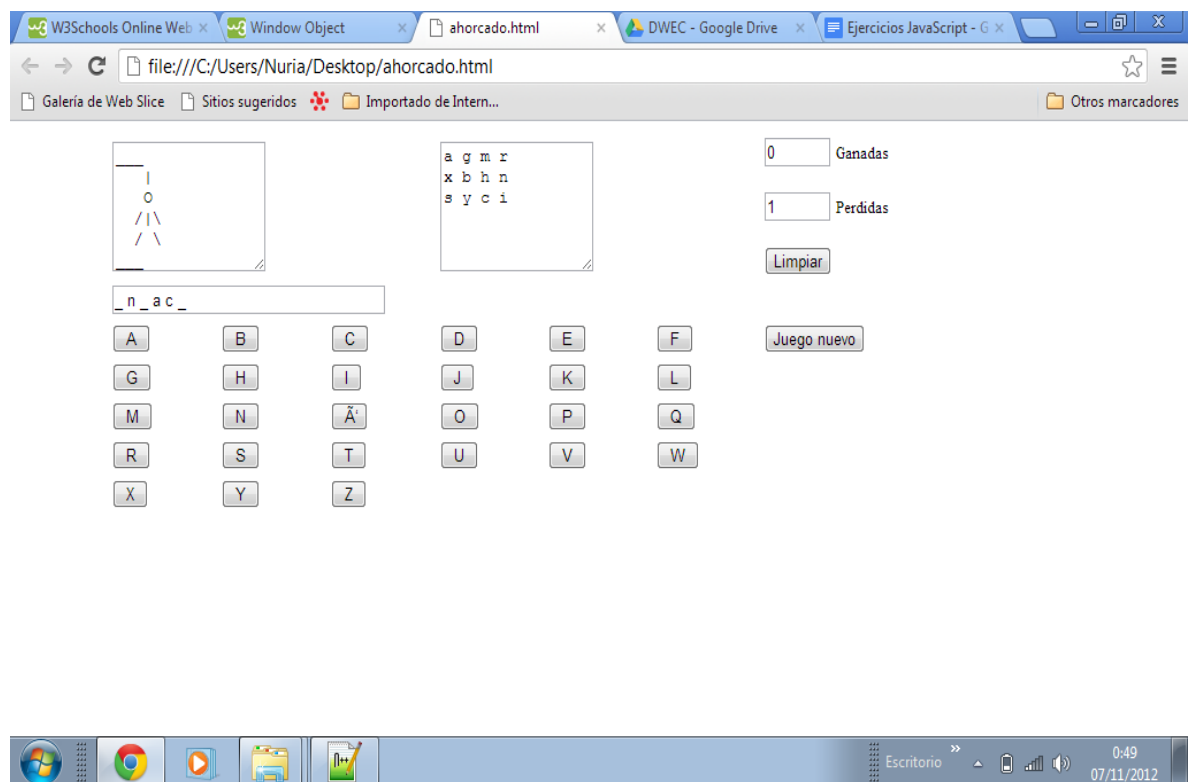 W3Schools Online Web
Window Object
ahorcado.html
DWEC - Google Drive
Ejercicios JavaScript - G
file:///C:/Users/Nuria/Desktop/ahorcado.html
Galería de Web Slice
Sitios sugeridos
Importado de Intern...
Otros marcadores
___
|
O
/|\
/ \
___
a g m r
x b h n
s y c i
0 Ganadas
1 Perdidas
Limpiar
_ n _ a c _
A B C D E F Juego nuevo
G H I J K L
M N Ã‘ O P Q
R S T U V W
X Y Z
Escritorio »
0:49
07/11/2012